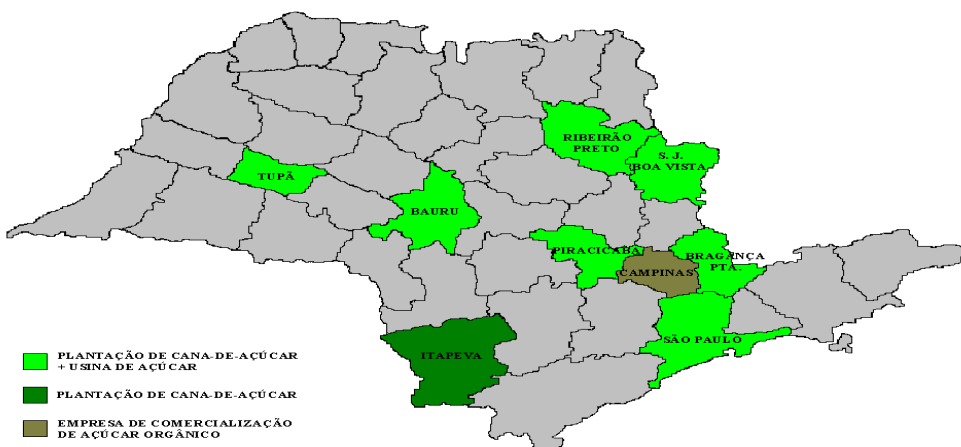 RIBEIRÃO
PRETO
S. J.
BOA VISTA
TUPÃ
BAURU
PIRACICABA
BRAGANÇA
PTA.
CAMPINAS
SÃO PAULO
ITAPEVA
PLANTAÇÃO DE CANA-DE-AÇÚCAR
+ USINA DE AÇÚCAR
PLANTAÇÃO DE CANA-DE-AÇÚCAR
EMPRESA DE COMERCIALIZAÇÃO
DE AÇÚCAR ORGÂNICO